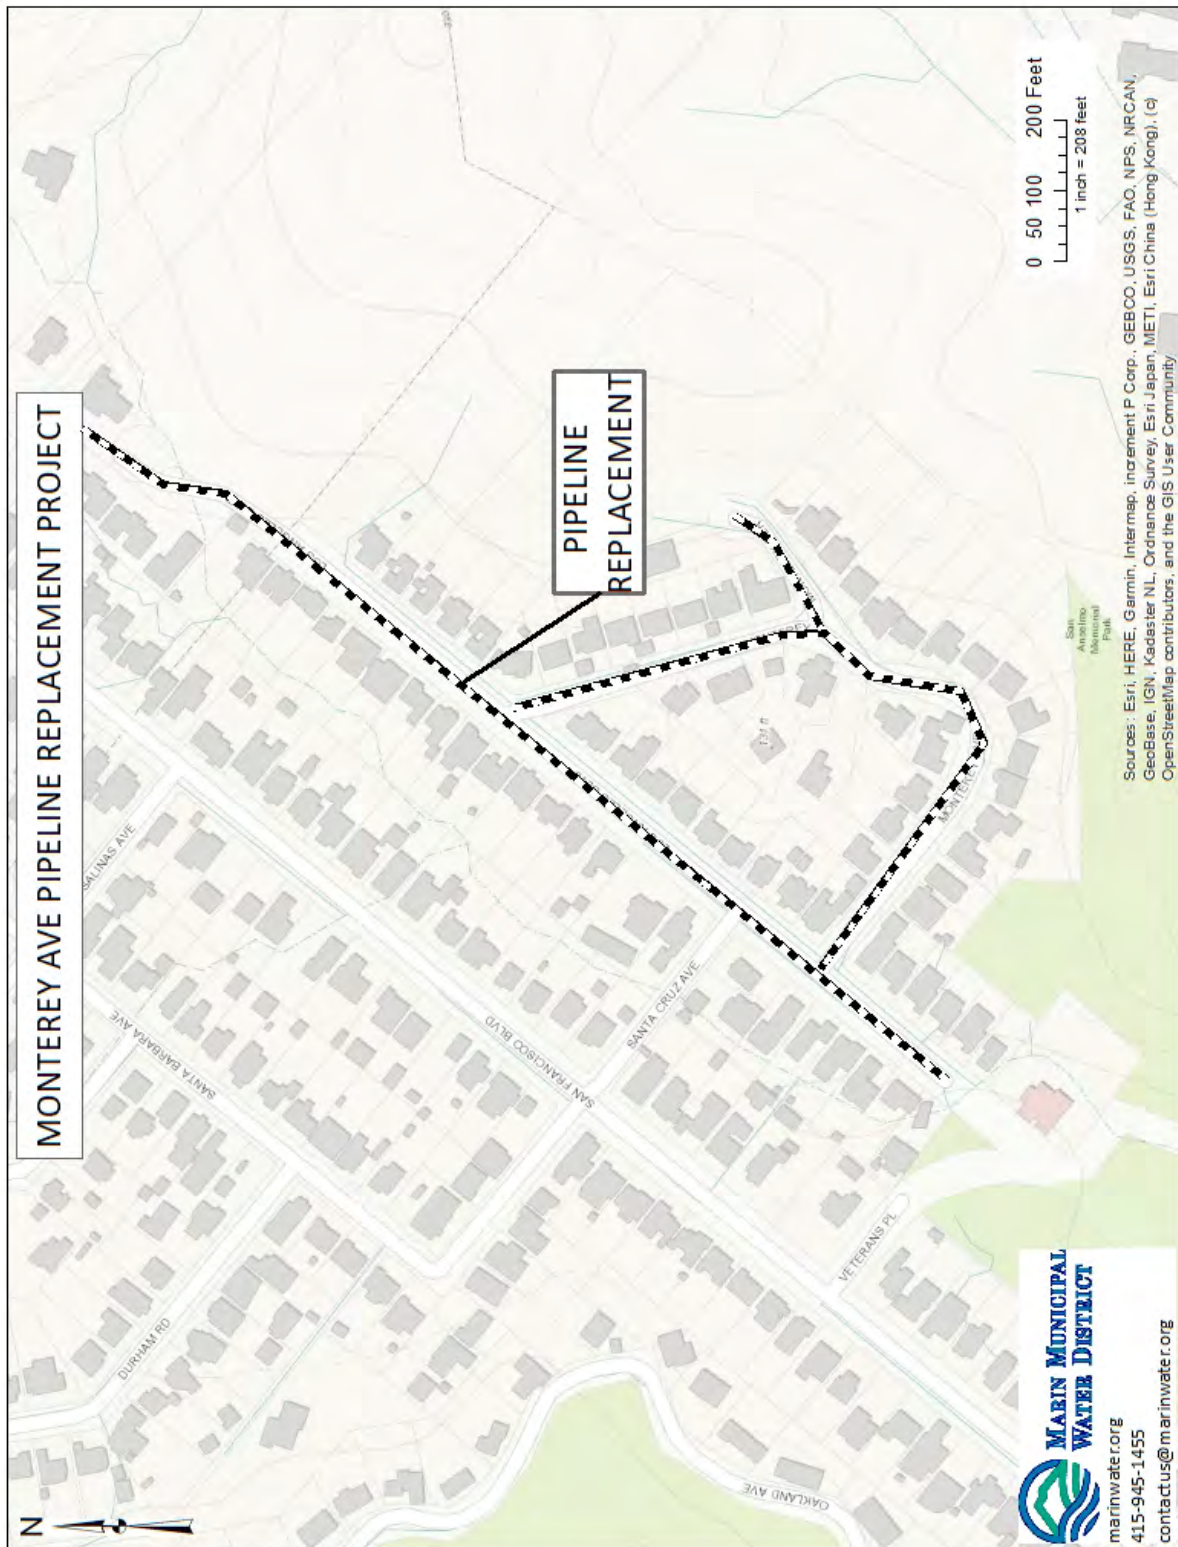 MONTEREY AVE PIPELINE REPLACEMENT PROJECT
N
320
SALINAS AVE
SANTA BARBARA AVE
DURHAM RD
SAN FRANCISCO BLVD
SANTA CRUZ AVE
PIPELINE
REPLACEMENT
131 ft
VETERANS PL
OAKLAND AVE
San
Anselmo
Memorial
Park
0 50 100 200 Feet
1 inch = 208 feet
MARIN MUNICIPAL
WATER DISTRICT
marinwater.org
415-945-1455
contactus@marinwater.org
Sources: Esri, HERE, Garmin, Intermap, increment P Corp., GEBCO, USGS, FAO, NPS, NRCAN,
GeoBase, IGN, Kadaster NL, Ordnance Survey, Esri Japan, METI, Esri China (Hong Kong), (c)
OpenStreetMap contributors, and the GIS User Community